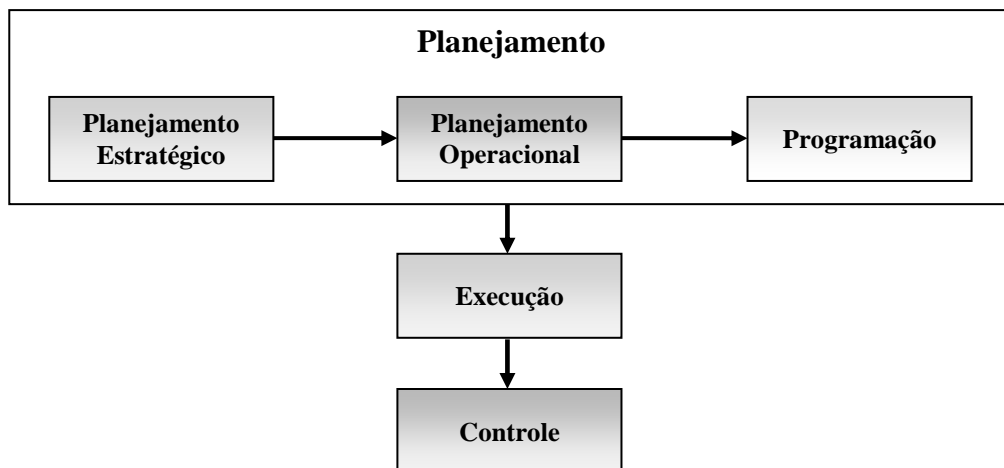 Planejamento
Planejamento
Estratégico
Planejamento
Operacional
Programação
Execução
Controle